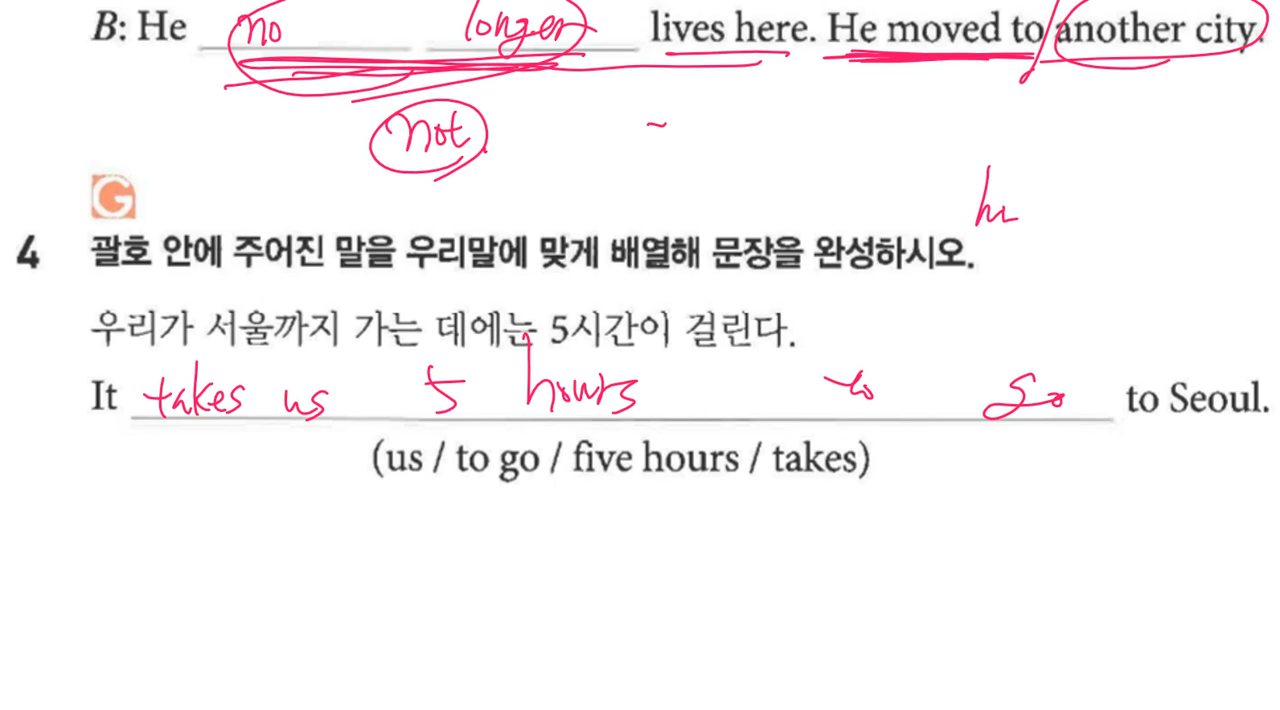 B: He no longer lives here. He moved to another city.
not ~
G
hu
4 괄호 안에 주어진 말을 우리말에 맞게 배열해 문장을 완성하시오.
우리가 서울까지 가는 데에는 5시간이 걸린다.
It takes us 5 hours to go to Seoul.
(us / to go / five hours / takes)